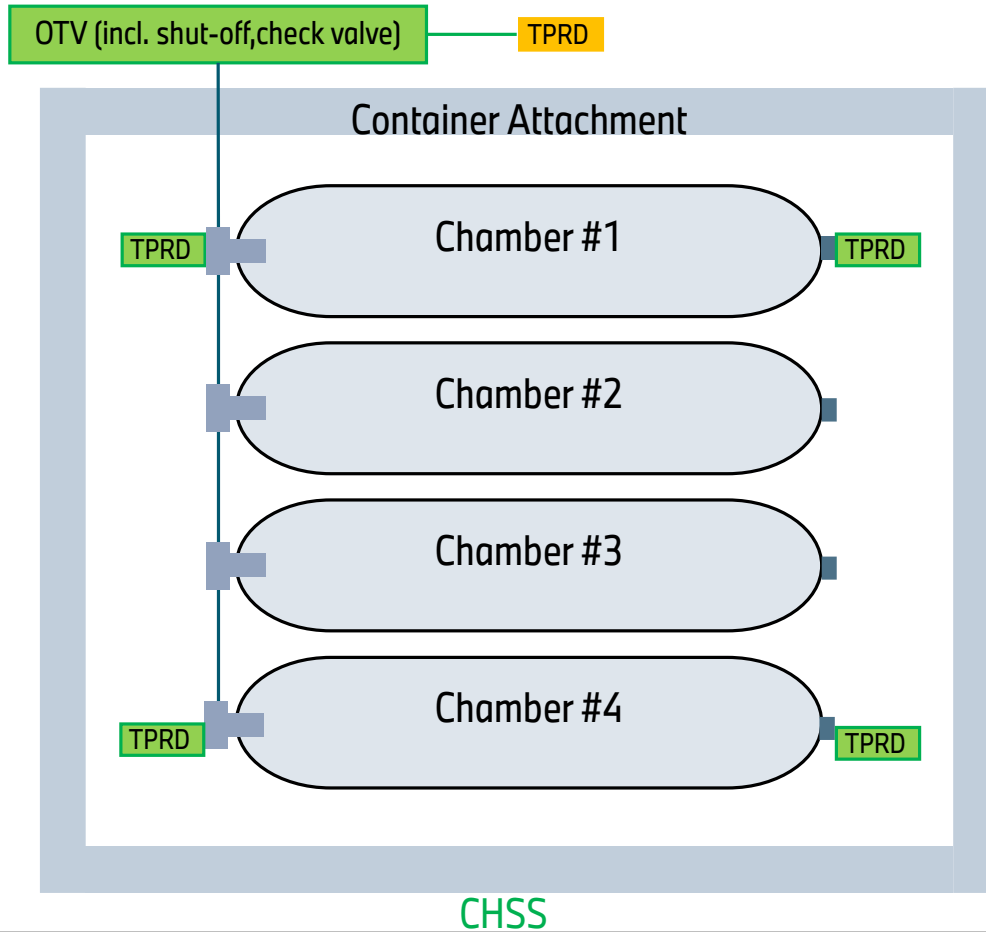 OTV (incl. shut-off,check valve)
TPRD
Container Attachment
Chamber #1
TPRD
TPRD
Chamber #2
Chamber #3
Chamber #4
TPRD
TPRD
CHSS